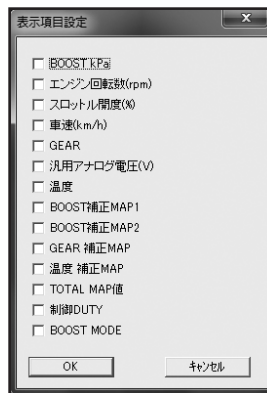 表示項目設定
BOOST kPa
エンジン回転数(rpm)
スロットル開度(%)
車速(km/h)
GEAR
汎用アナログ電圧(V)
温度
BOOST補正MAP1
BOOST補正MAP2
GEAR 補正MAP
温度 補正MAP
TOTAL MAP値
制御DUTY
BOOST MODE
OK
キャンセル